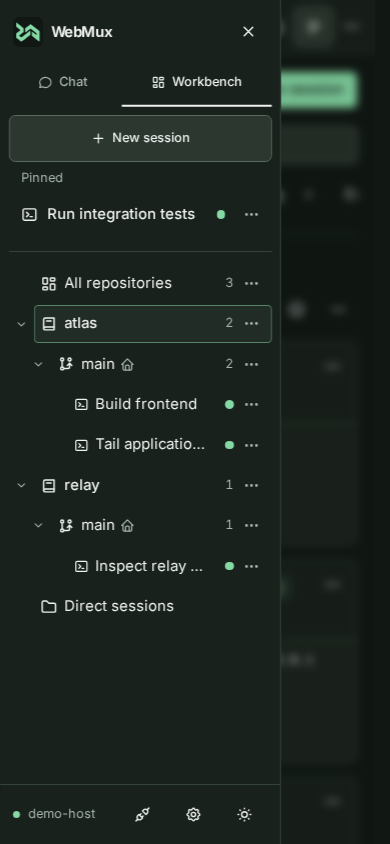 WebMux
Chat
Workbench
New session
Pinned
Run integration tests
All repositories 3
atlas 2
main 2
Build frontend
Tail applicatio...
relay 1
main 1
Inspect relay ...
Direct sessions
demo-host